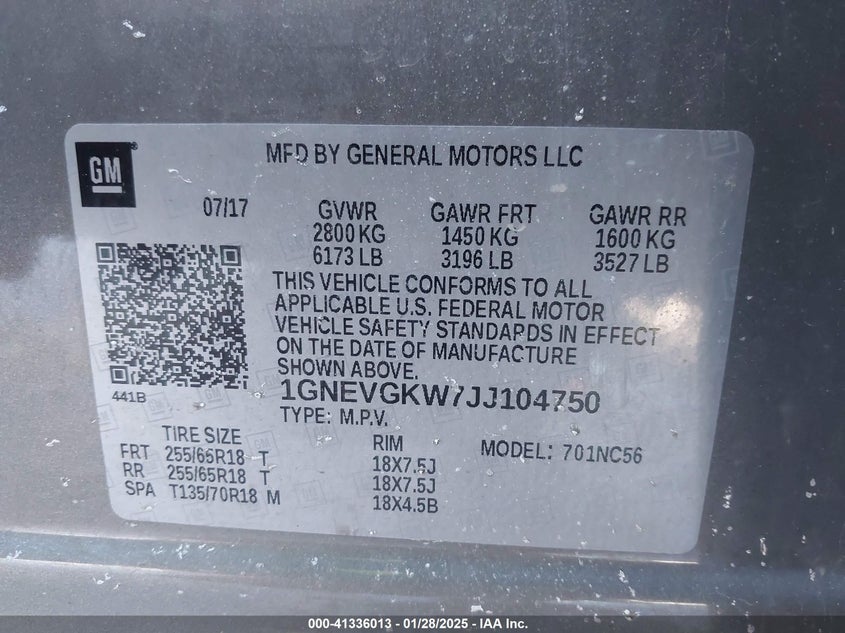 GM®
MFD BY GENERAL MOTORS LLC
07/17 GVWR GAWR FRT GAWR RR
2800 KG 1450 KG 1600 KG
6173 LB 3196 LB 3527 LB
THIS VEHICLE CONFORMS TO ALL
APPLICABLE U.S. FEDERAL MOTOR
VEHICLE SAFETY STANDARDS IN EFFECT
ON THE DATE OF MANUFACTURE
SHOWN ABOVE.
441B
1GNEVGKW7JJ104750
TYPE: M.P.V.
TIRE SIZE RIM MODEL: 701NC56
FRT 255/65R18 T 18X7.5J
RR 255/65R18 T 18X7.5J
SPA T135/70R18 M 18X4.5B
000-41336013 - 01/28/2025 - IAA Inc.